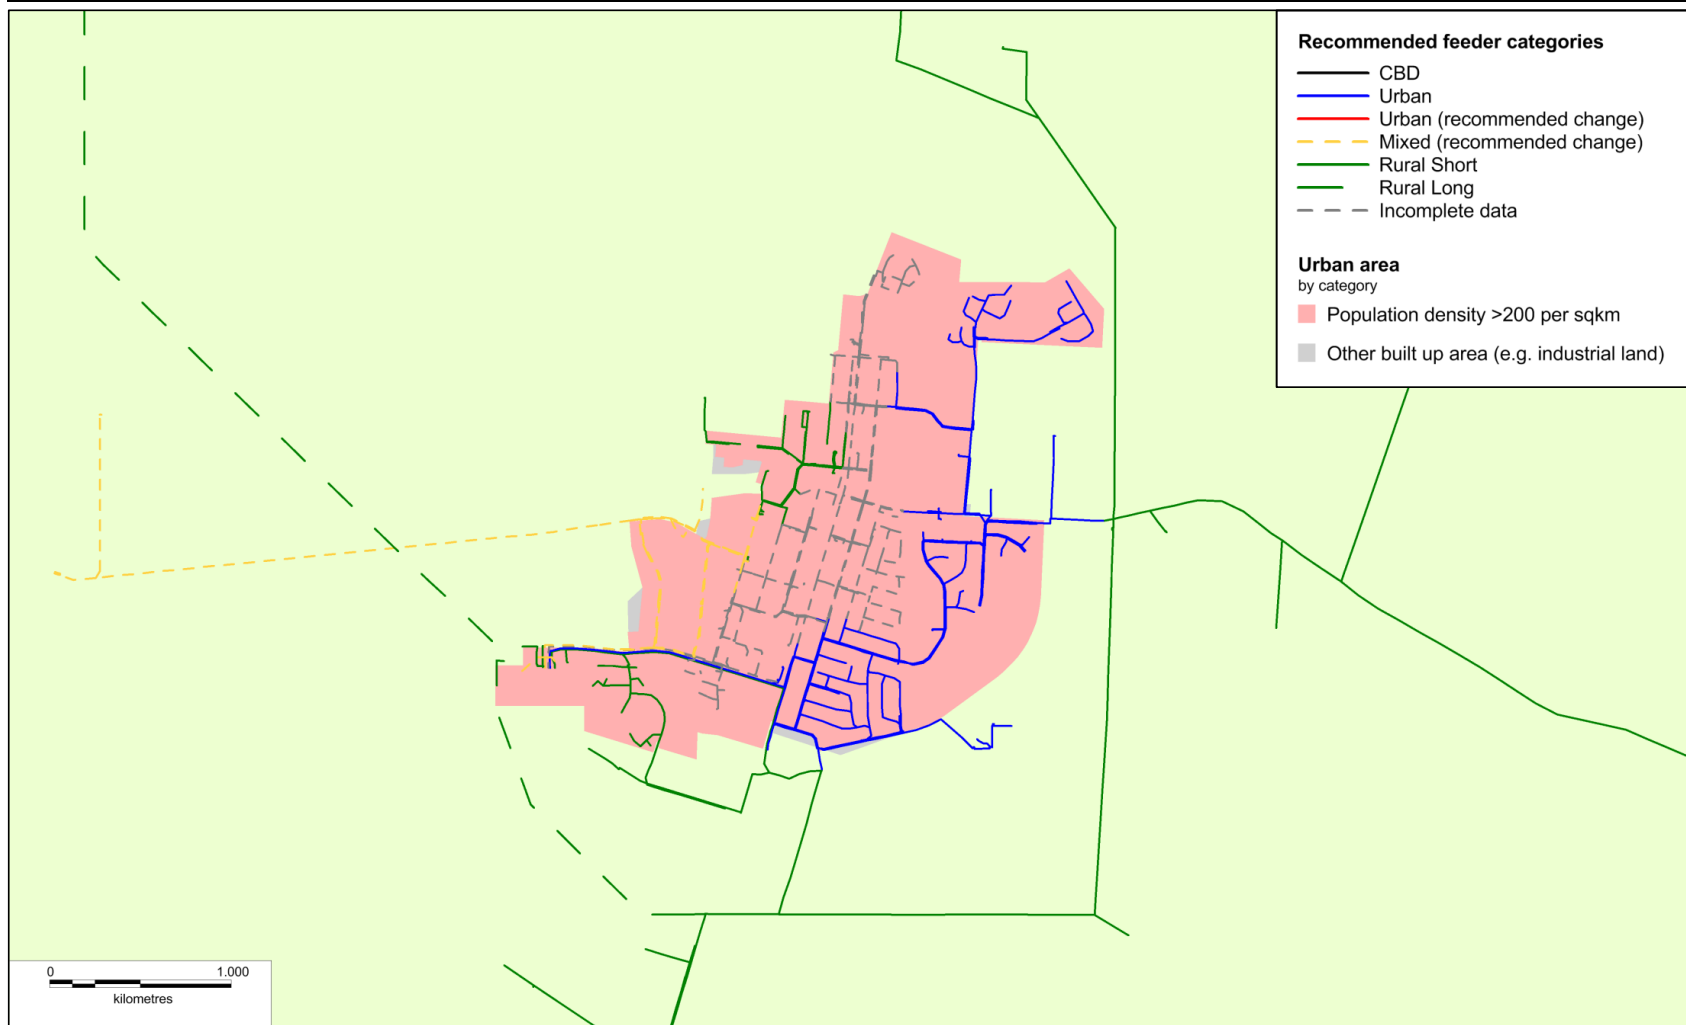 Recommended feeder categories
CBD
Urban
Urban (recommended change)
Mixed (recommended change)
Rural Short
Rural Long
Incomplete data
Urban area
by category
Population density >200 per sqkm
Other built up area (e.g. industrial land)
0 1.000
kilometres